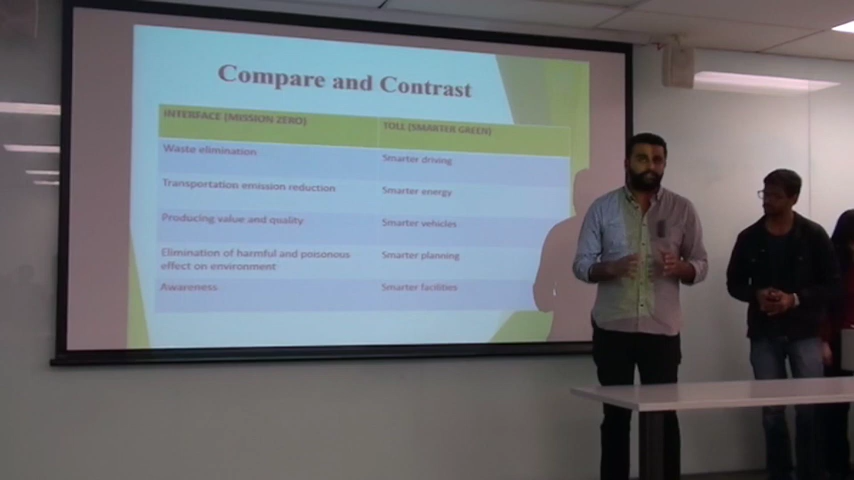 Compare and Contrast
INTERFACE (MISSION ZERO) TOLL (SMARTER GREEN)
Waste elimination Smarter driving
Transportation emission reduction Smarter energy
Producing value and quality Smarter vehicles
Elimination of harmful and poisonous Smarter planning
effect on environment
Awareness Smarter facilities